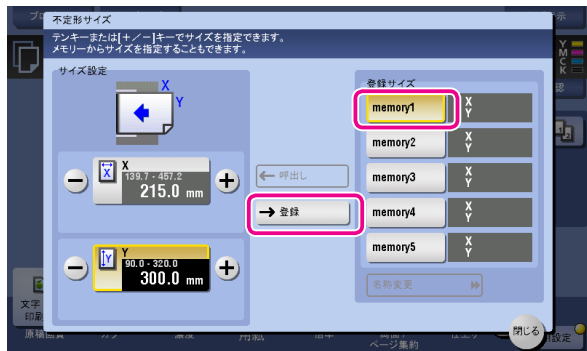 不定形サイズ
テンキーまたは[+/−]キーでサイズを指定できます。
メモリーからサイズを指定することもできます。
サイズ設定
X
Y
X
X
139.7 - 457.2
215.0 mm
Y
Y
90.0 - 320.0
300.0 mm
← 呼出し
→ 登録
登録サイズ
memory1
X
Y
memory2
X
Y
memory3
X
Y
memory4
X
Y
memory5
X
Y
名称変更
閉じる
Y
M
C
K
文字
印刷
用紙
ページ集約
設定